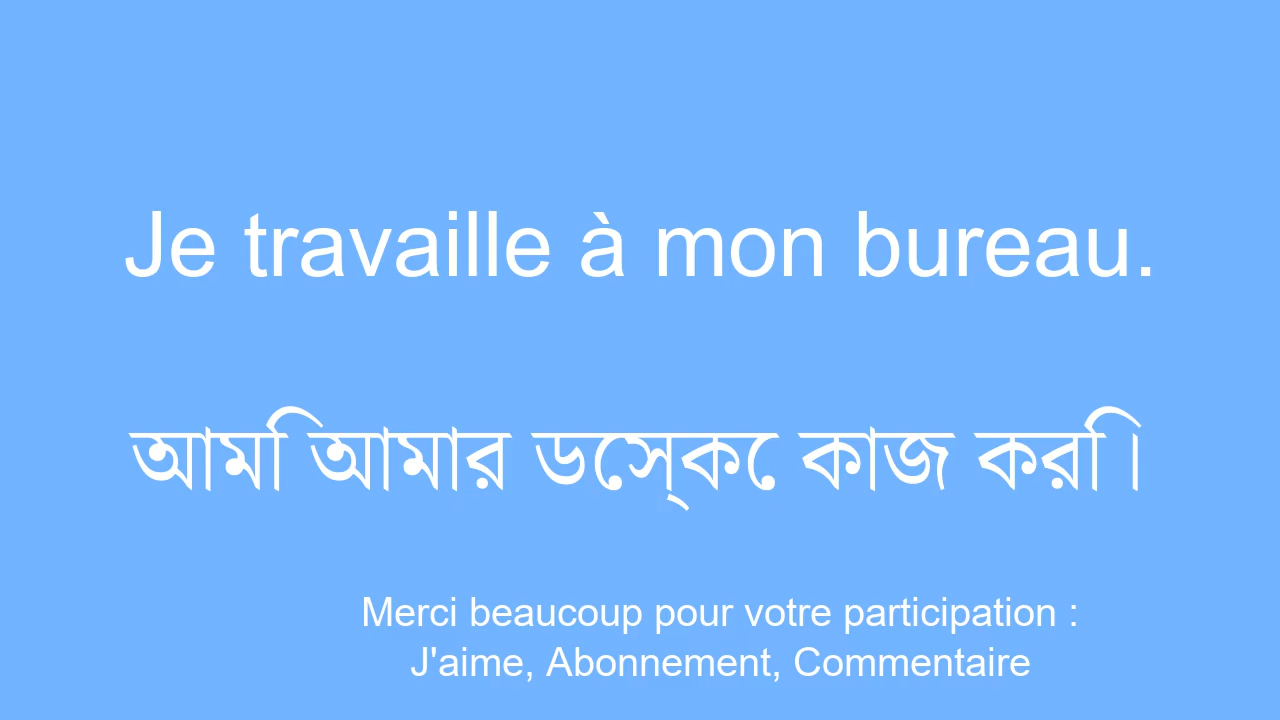 Je travaille à mon bureau.
আমি আমার ডেস্কে কাজ করি।
Merci beaucoup pour votre participation :
J'aime, Abonnement, Commentaire